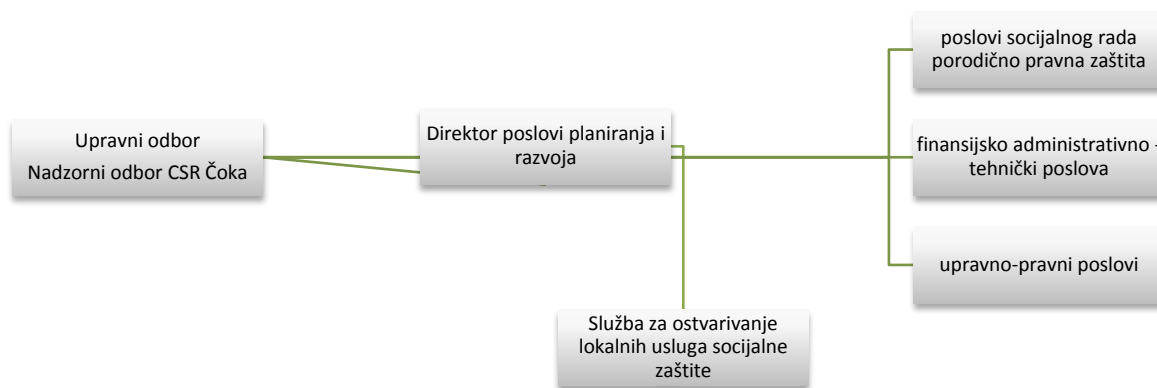 Upravni odbor
Nadzorni odbor CSR Čoka
Direktor poslovi planiranja i
razvoja
poslovi socijalnog rada
porodično pravna zaštita
finansijsko administrativno -
tehnički poslova
upravno-pravni poslovi
Služba za ostvarivanje
lokalnih usluga socijalne
zaštite